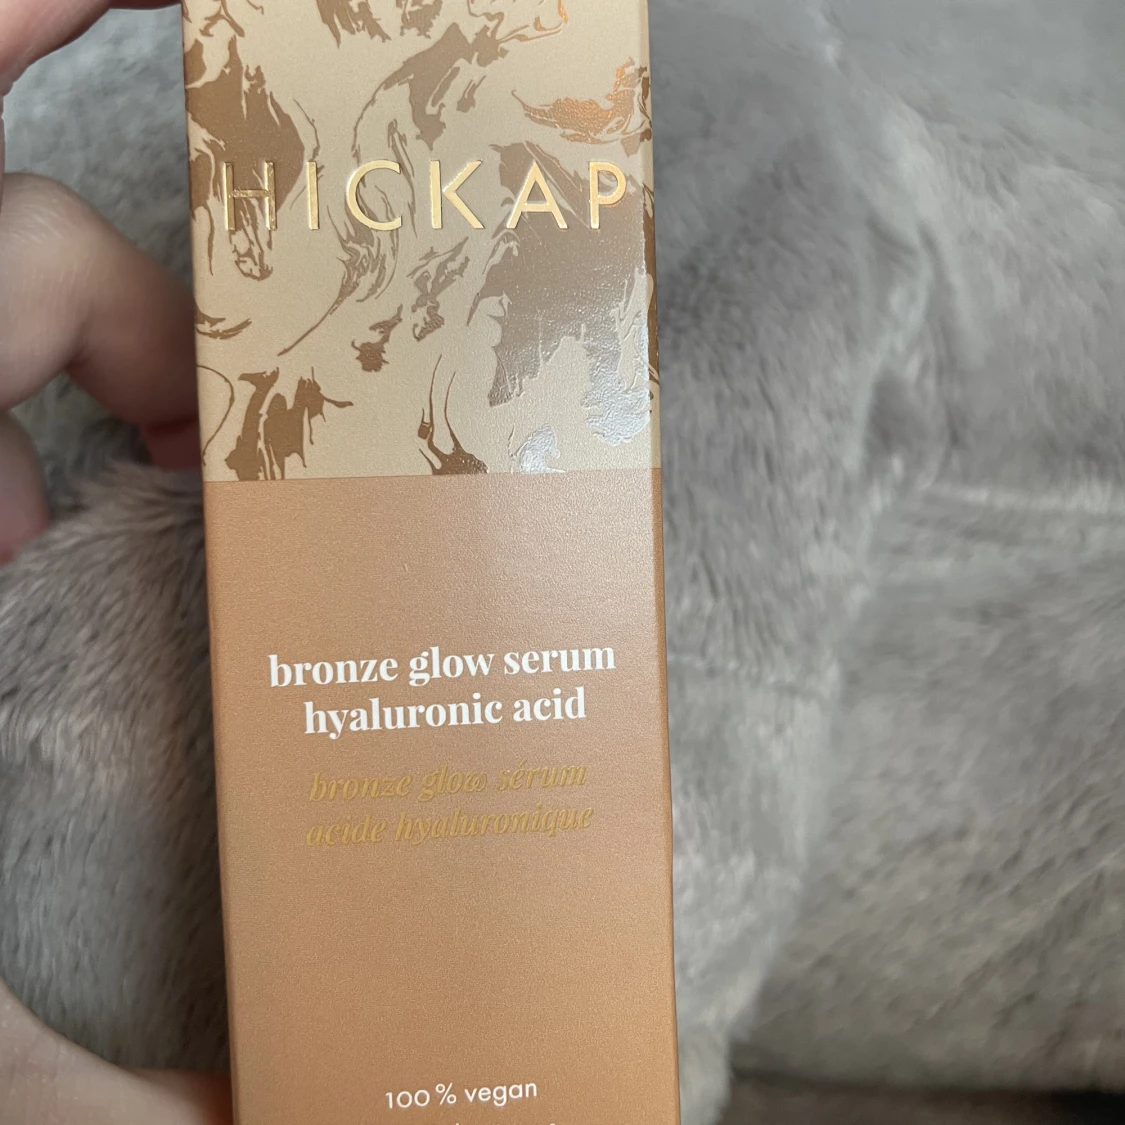 HICKAP
bronze glow serum
hyaluronic acid
bronze glow sérum
acide hyaluronique
100% vegan